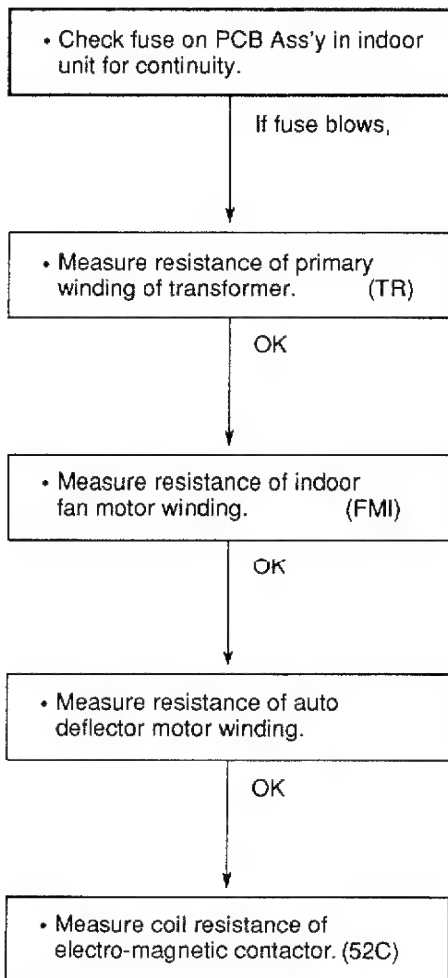 • Check fuse on PCB Ass'y in indoor
unit for continuity.
If fuse blows,
• Measure resistance of primary
winding of transformer. (TR)
OK
• Measure resistance of indoor
fan motor winding. (FMI)
OK
• Measure resistance of auto
deflector motor winding.
OK
• Measure coil resistance of
electro-magnetic contactor. (52C)